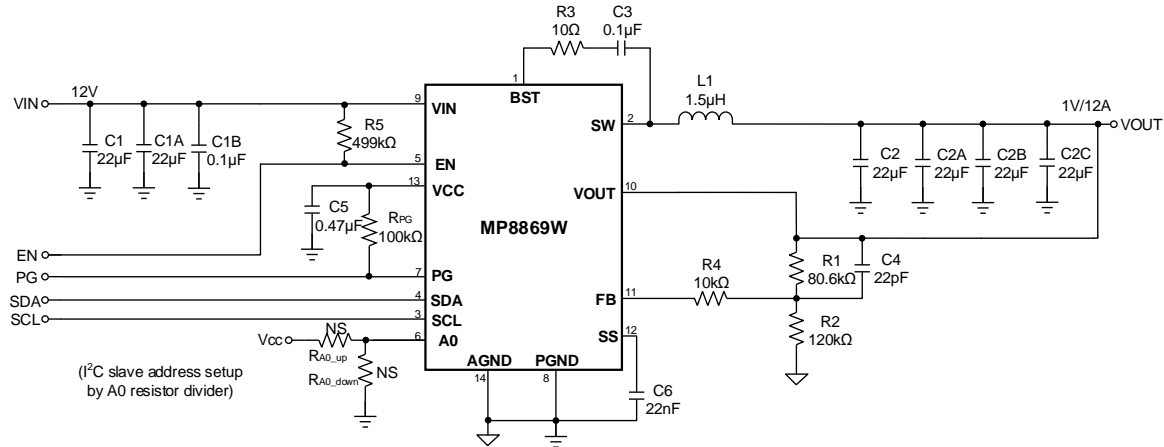 R3
10Ω
C3
0.1µF
1
BST
L1
1.5µH
VIN
12V
9
VIN
SW
2
1V/12A
VOUT
C1
22µF
C1A
22µF
C1B
0.1µF
R5
499kΩ
C2
22µF
C2A
22µF
C2B
22µF
C2C
22µF
5
EN
13
VCC
VOUT
10
C5
0.47µF
RPG
100kΩ
MP8869W
EN
PG
7
PG
R1
80.6kΩ
C4
22pF
R4
10kΩ
FB
11
SDA
4
SDA
SCL
3
SCL
R2
120kΩ
SS
12
Vcc
NS
6
A0
RA0_up
RA0_down
NS
AGND
PGND
14
8
C6
22nF
(I²C slave address setup
by A0 resistor divider)